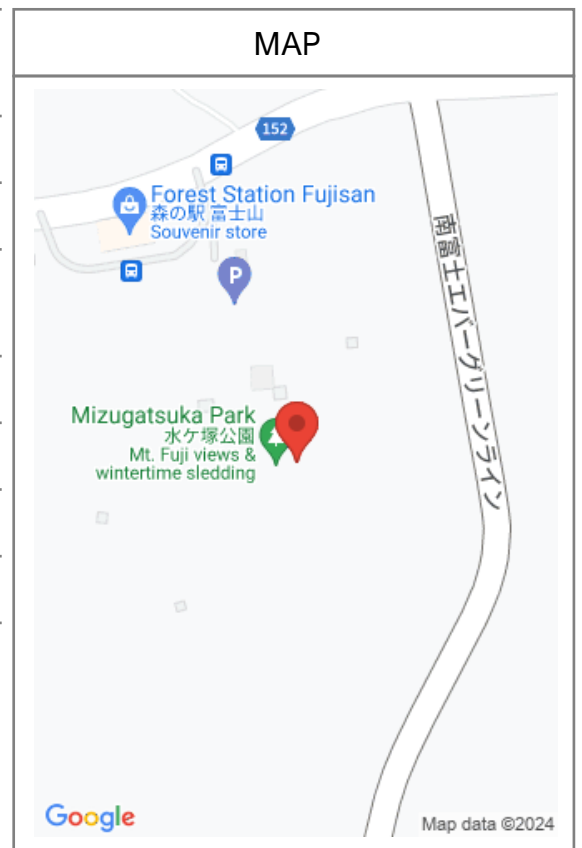 MAP
152
Forest Station Fujisan
森の駅 富士山
Souvenir store
P
南富士エバーグリーンライン
Mizugatsuka Park
水ケ塚公園
Mt. Fuji views &
wintertime sledding
Google
Map data ©2024